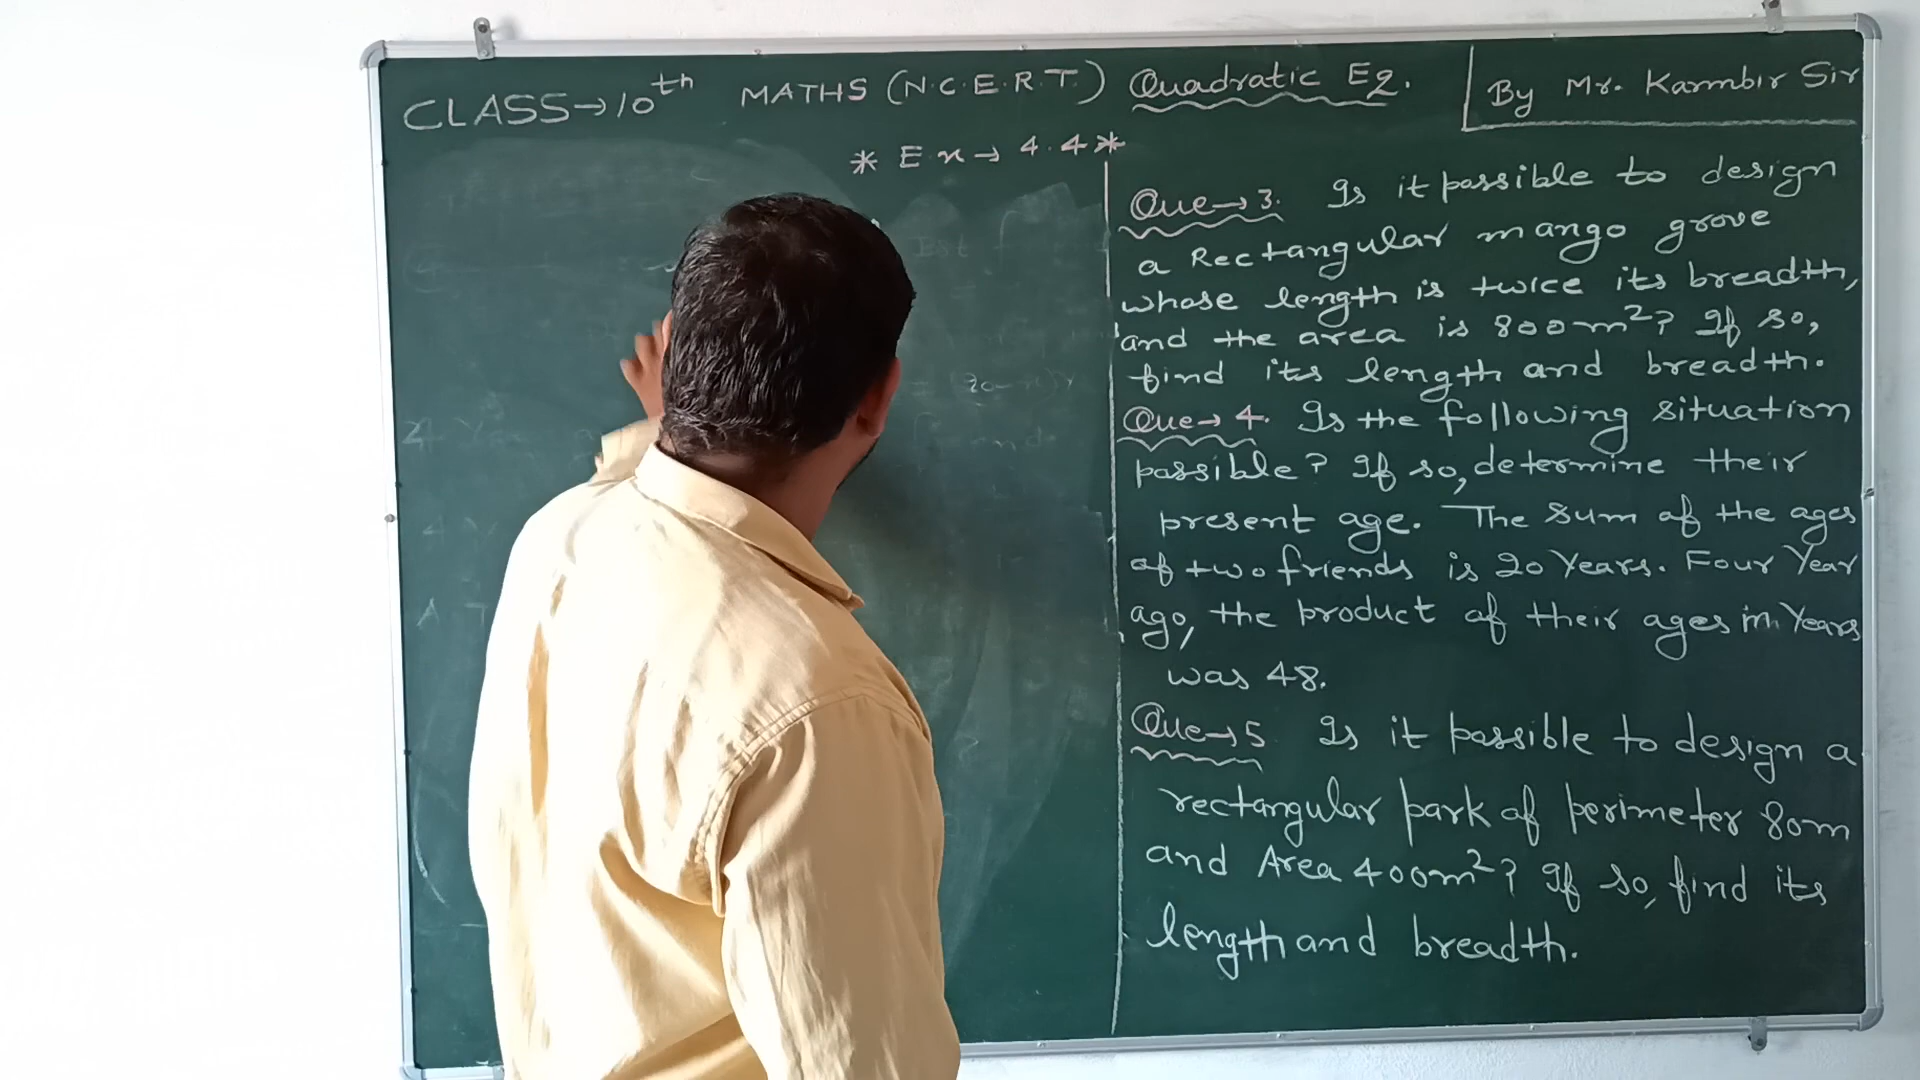 CLASS→10th MATHS (N.C.E.R.T.) Quadratic Eq. By Mr. Karmbir Sir
* Ex→ 4.4 *
Que→3. Is it possible to design
a Rectangular mango grove
whose length is twice its breadth,
and the area is 800m²? If so,
find its length and breadth.
Que→4. Is the following situation
possible? If so, determine their
present age. The sum of the ages
of two friends is 20 Years. Four Year
ago, the product of their ages in Years
was 48.
Que→5 Is it possible to design a
rectangular park of perimeter 80m
and Area 400m²? If so, find its
length and breadth.